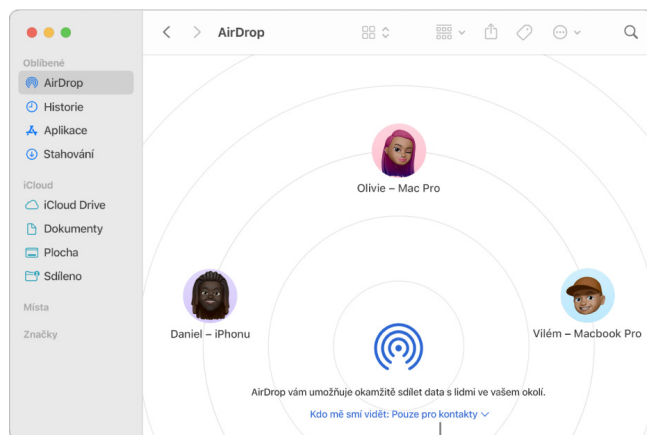 AirDrop
Oblíbené
AirDrop
Historie
Aplikace
Stahování
iCloud
iCloud Drive
Dokumenty
Plocha
Sdíleno
Místa
Značky
Olivie – Mac Pro
Daniel – iPhonu
Vilém – Macbook Pro
AirDrop vám umožňuje okamžitě sdílet data s lidmi ve vašem okolí.
Kdo mě smí vidět: Pouze pro kontakty